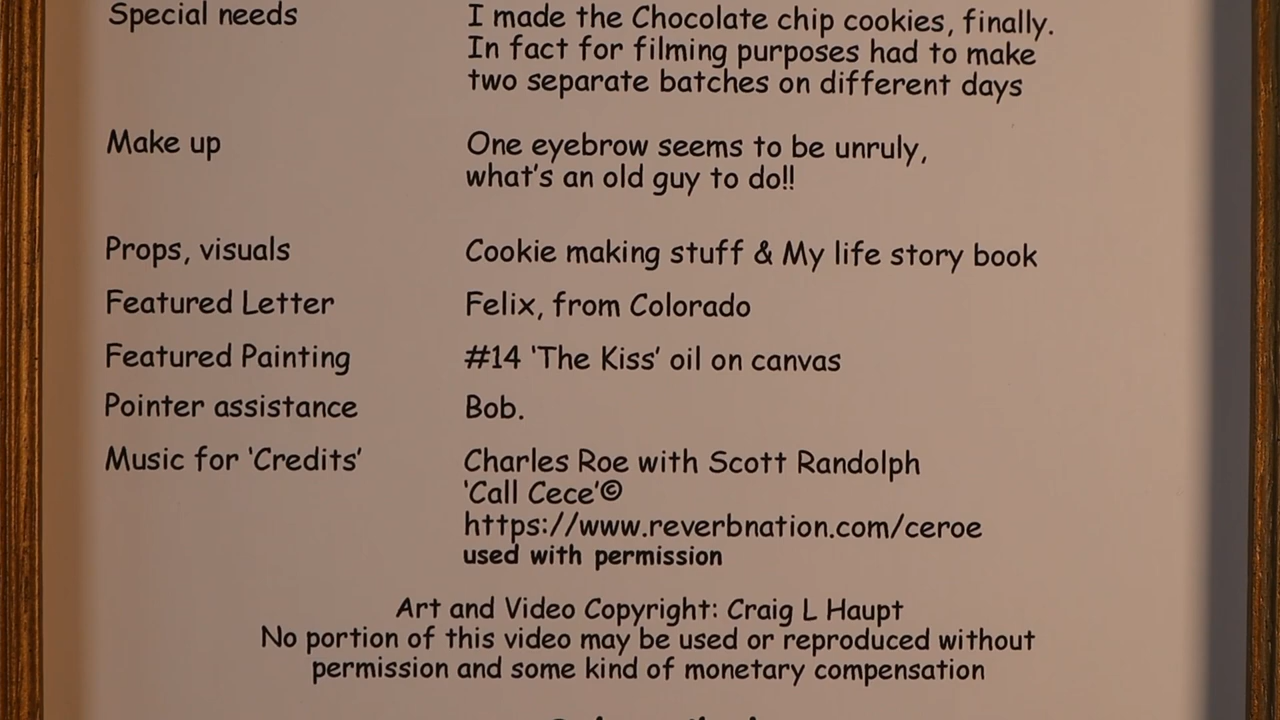 Special needs I made the Chocolate chip cookies, finally.
In fact for filming purposes had to make
two separate batches on different days
Make up One eyebrow seems to be unruly,
what's an old guy to do!!
Props, visuals Cookie making stuff & My life story book
Featured Letter Felix, from Colorado
Featured Painting #14 'The Kiss' oil on canvas
Pointer assistance Bob.
Music for 'Credits' Charles Roe with Scott Randolph
'Call Cece'©
https://www.reverbnation.com/ceroe
used with permission
Art and Video Copyright: Craig L Haupt
No portion of this video may be used or reproduced without
permission and some kind of monetary compensation